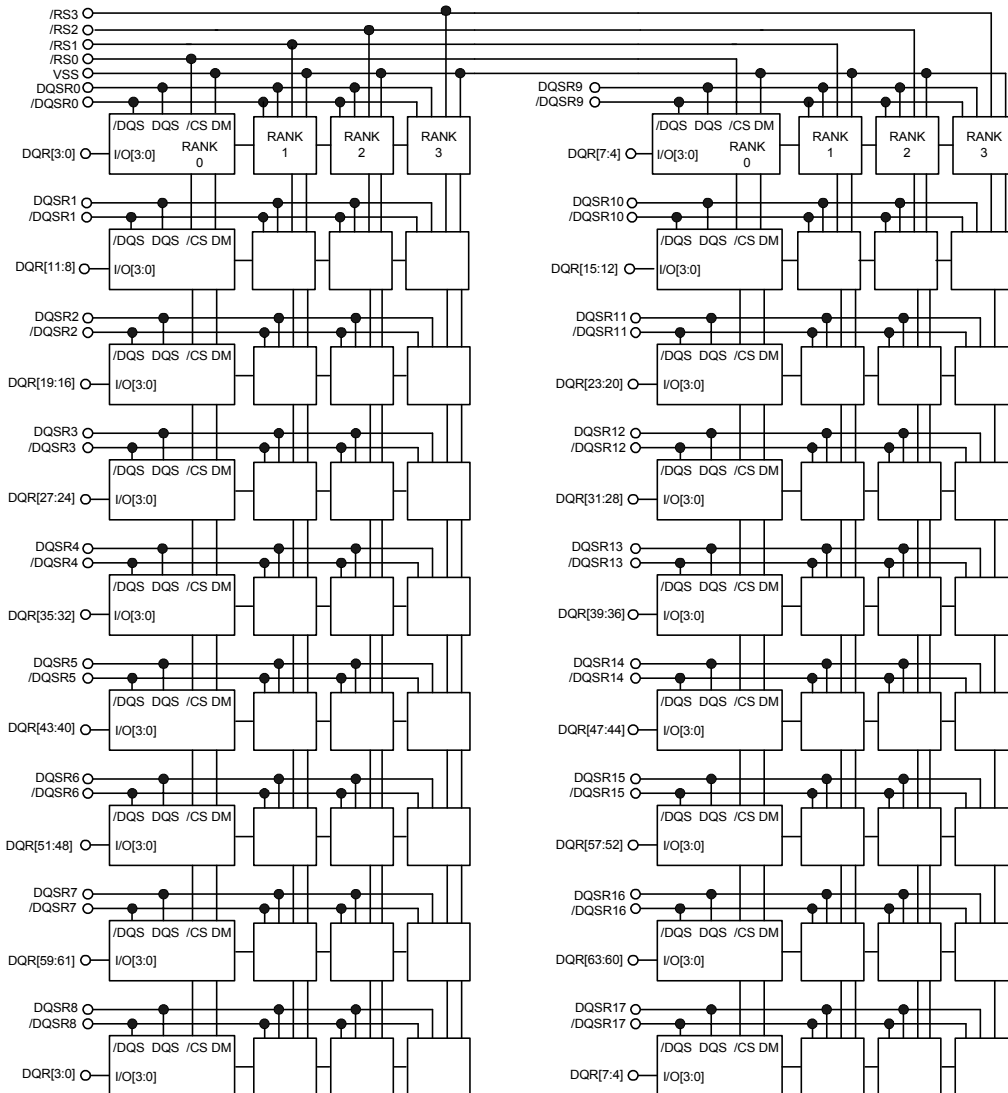 /RS3
/RS2
/RS1
/RS0
VSS
DQSR0
/DQSR0
DQSR9
/DQSR9
/DQS DQS /CS DM
I/O[3:0]
RANK
0
RANK
1
RANK
2
RANK
3
DQR[3:0]
/DQS DQS /CS DM
I/O[3:0]
RANK
0
RANK
1
RANK
2
RANK
3
DQR[7:4]
DQSR1
/DQSR1
/DQS DQS /CS DM
DQR[11:8]
I/O[3:0]
DQSR10
/DQSR10
/DQS DQS /CS DM
DQR[15:12]
I/O[3:0]
DQSR2
/DQSR2
/DQS DQS /CS DM
DQR[19:16]
I/O[3:0]
DQSR11
/DQSR11
/DQS DQS /CS DM
DQR[23:20]
I/O[3:0]
DQSR3
/DQSR3
/DQS DQS /CS DM
DQR[27:24]
I/O[3:0]
DQSR12
/DQSR12
/DQS DQS /CS DM
DQR[31:28]
I/O[3:0]
DQSR4
/DQSR4
/DQS DQS /CS DM
DQR[35:32]
I/O[3:0]
DQSR13
/DQSR13
/DQS DQS /CS DM
DQR[39:36]
I/O[3:0]
DQSR5
/DQSR5
/DQS DQS /CS DM
DQR[43:40]
I/O[3:0]
DQSR14
/DQSR14
/DQS DQS /CS DM
DQR[47:44]
I/O[3:0]
DQSR6
/DQSR6
/DQS DQS /CS DM
DQR[51:48]
I/O[3:0]
DQSR15
/DQSR15
/DQS DQS /CS DM
DQR[57:52]
I/O[3:0]
DQSR7
/DQSR7
/DQS DQS /CS DM
DQR[59:61]
I/O[3:0]
DQSR16
/DQSR16
/DQS DQS /CS DM
DQR[63:60]
I/O[3:0]
DQSR8
/DQSR8
/DQS DQS /CS DM
DQR[3:0]
I/O[3:0]
DQSR17
/DQSR17
/DQS DQS /CS DM
DQR[7:4]
I/O[3:0]